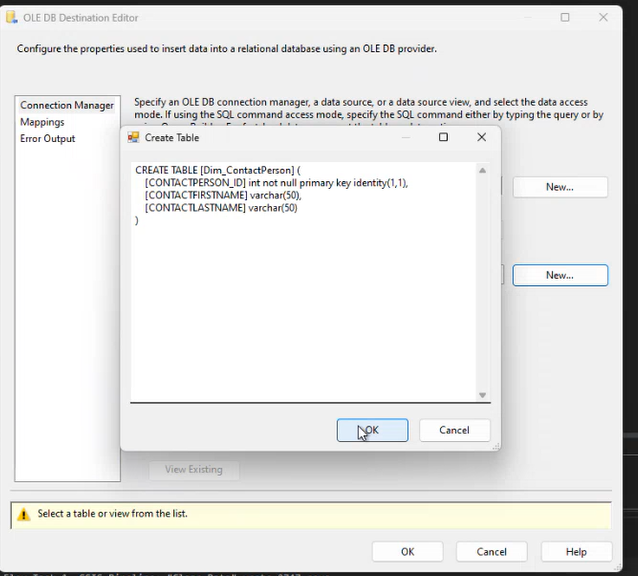 OLE DB Destination Editor
Configure the properties used to insert data into a relational database using an OLE DB provider.
Connection Manager
Mappings
Error Output
Specify an OLE DB connection manager, a data source, or a data source view, and select the data access
mode. If using the SQL command access mode, specify the SQL command either by typing the query or by
Create Table
CREATE TABLE [Dim_ContactPerson] (
[CONTACTPERSON_ID] int not null primary key identity(1,1),
[CONTACTFIRSTNAME] varchar(50),
[CONTACTLASTNAME] varchar(50)
)
New...
New...
OK
Cancel
View Existing
Select a table or view from the list.
OK
Cancel
Help